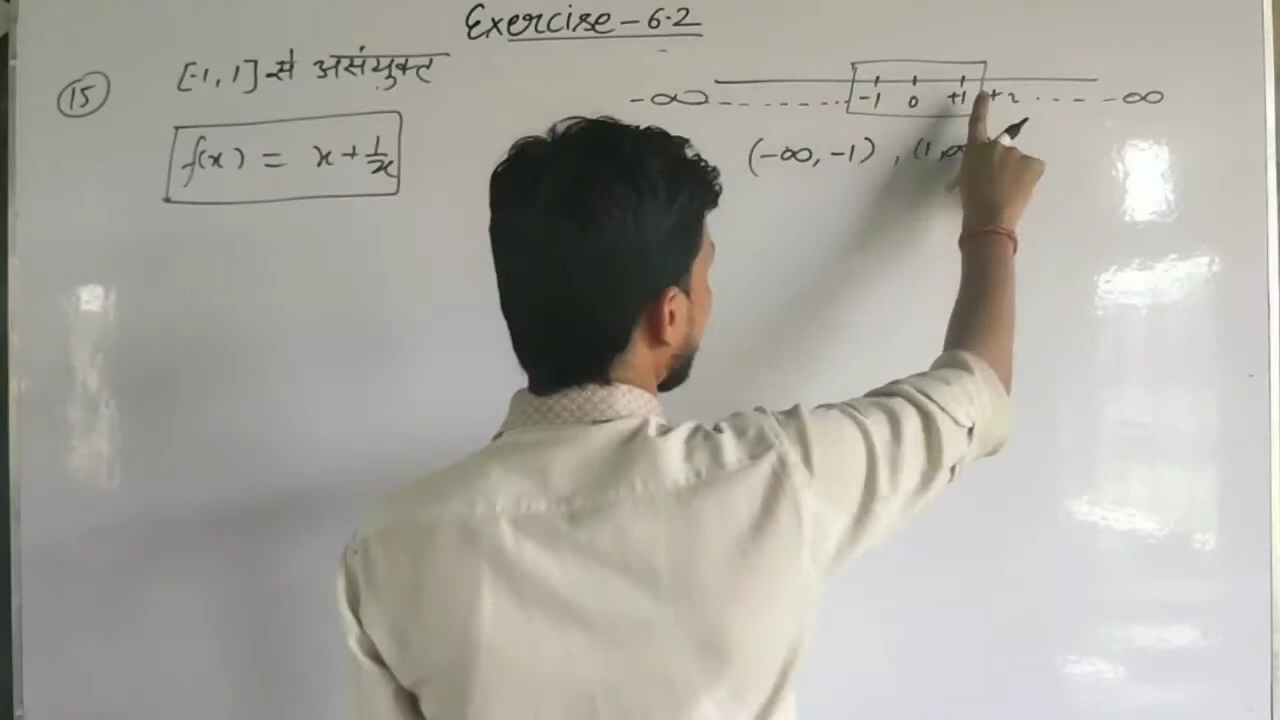 Exercise-6.2
15 [-1, 1] से असंयुक्त
f(x) = x + 1/x
-∞ -------- -1 0 +1 +2 ---- -∞
(-∞, -1), (1, ∞